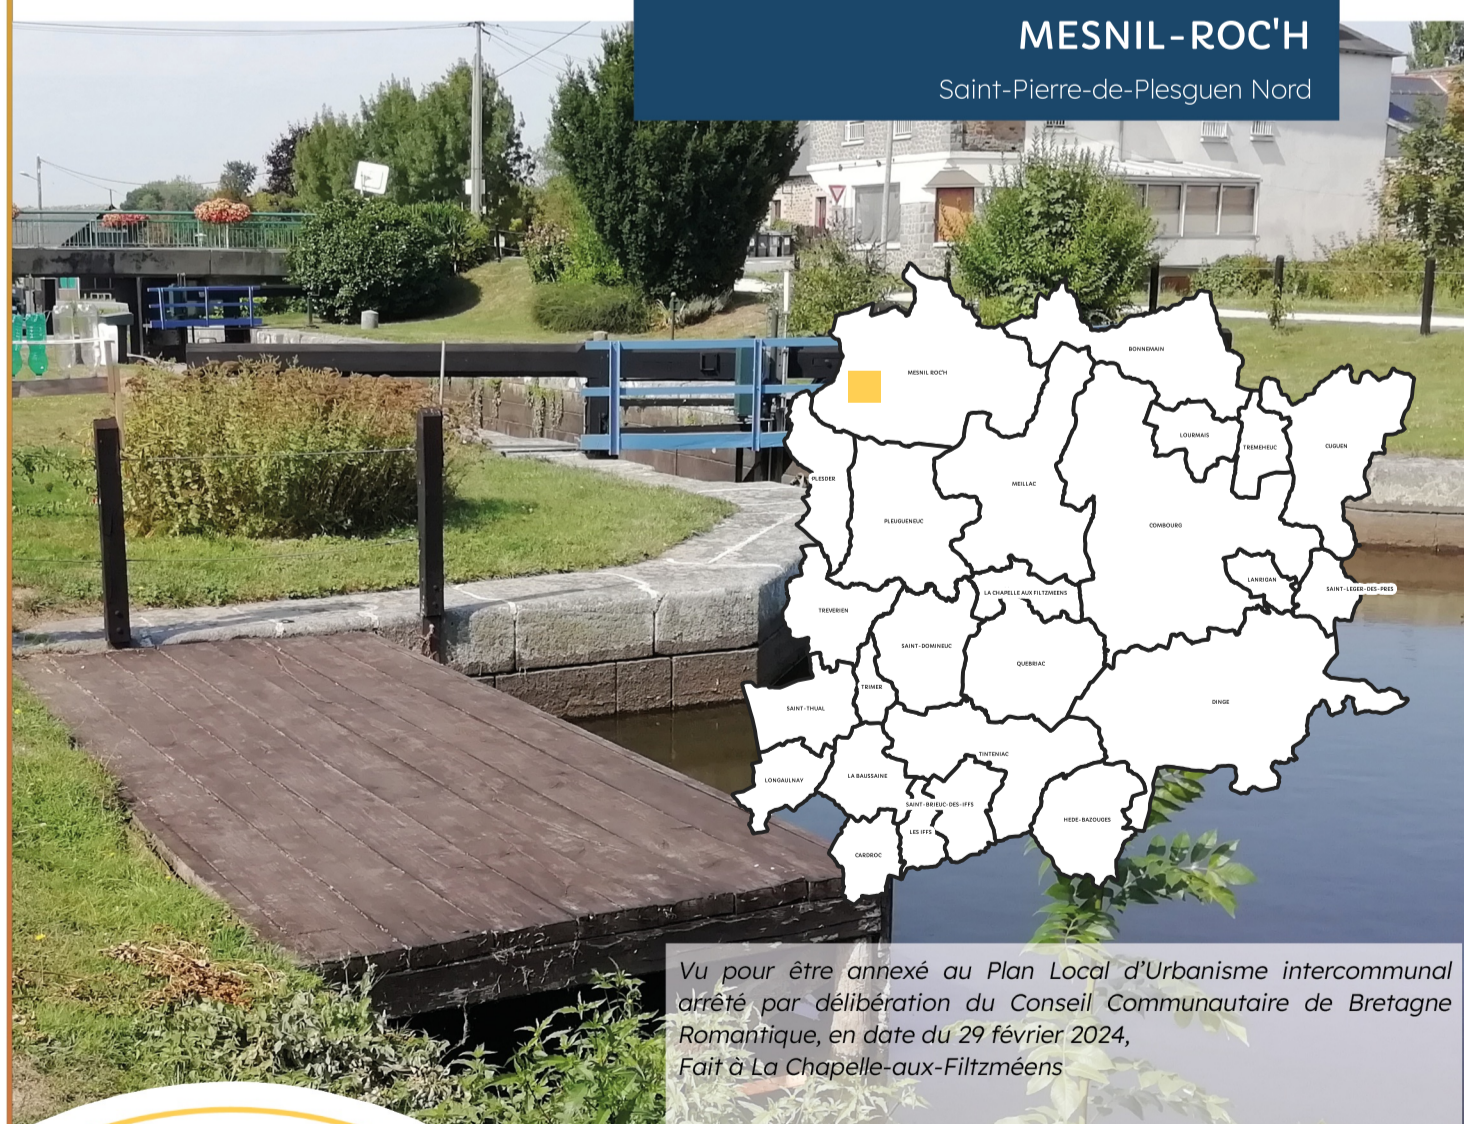 MESNIL-ROC'H
Saint-Pierre-de-Plesguen Nord
BONNEMAIN
MESNIL ROC'H
LOURMAIS
TREMEHEUC
CUGUEN
PLESDER
MEILLAC
PLEUGUENEUC
COMBOURG
LANRIGAN
SAINT-LEGER-DES-PRES
LA CHAPELLE AUX FILTZMEENS
TREVERIEN
SAINT-DOMINEUC
QUEBRIAC
TRIMER
DINGE
SAINT-THUAL
TINTENIAC
LONGAULNAY
LA BAUSSAINE
SAINT-BRIEUC-DES-IFFS
HEDE-BAZOUGES
LES IFFS
CARDROC
Vu pour être annexé au Plan Local d’Urbanisme intercommunal
arrêté par délibération du Conseil Communautaire de Bretagne
Romantique, en date du 29 février 2024,
Fait à La Chapelle-aux-Filtzméens